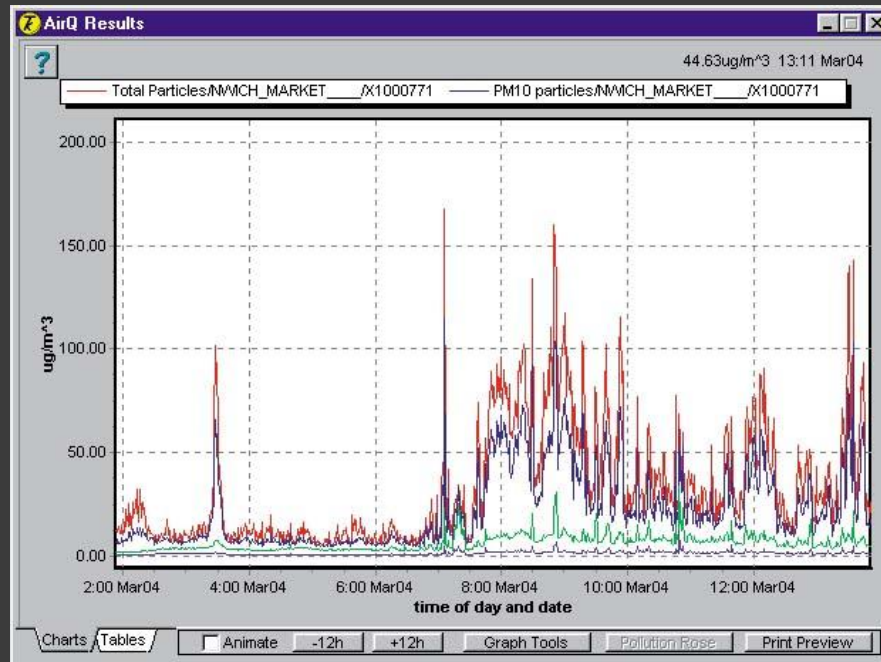 AirQ Results
?
44.63ug/m^3 13:11 Mar04
Total Particles/NWICH_MARKET____/X1000771 PM10 particles/NWICH_MARKET____/X1000771
200.00
150.00
100.00
50.00
0.00
ug/m^3
2:00 Mar04 4:00 Mar04 6:00 Mar04 8:00 Mar04 10:00 Mar04 12:00 Mar04
time of day and date
Charts Tables Animate -12h +12h Graph Tools Pollution Rose Print Preview